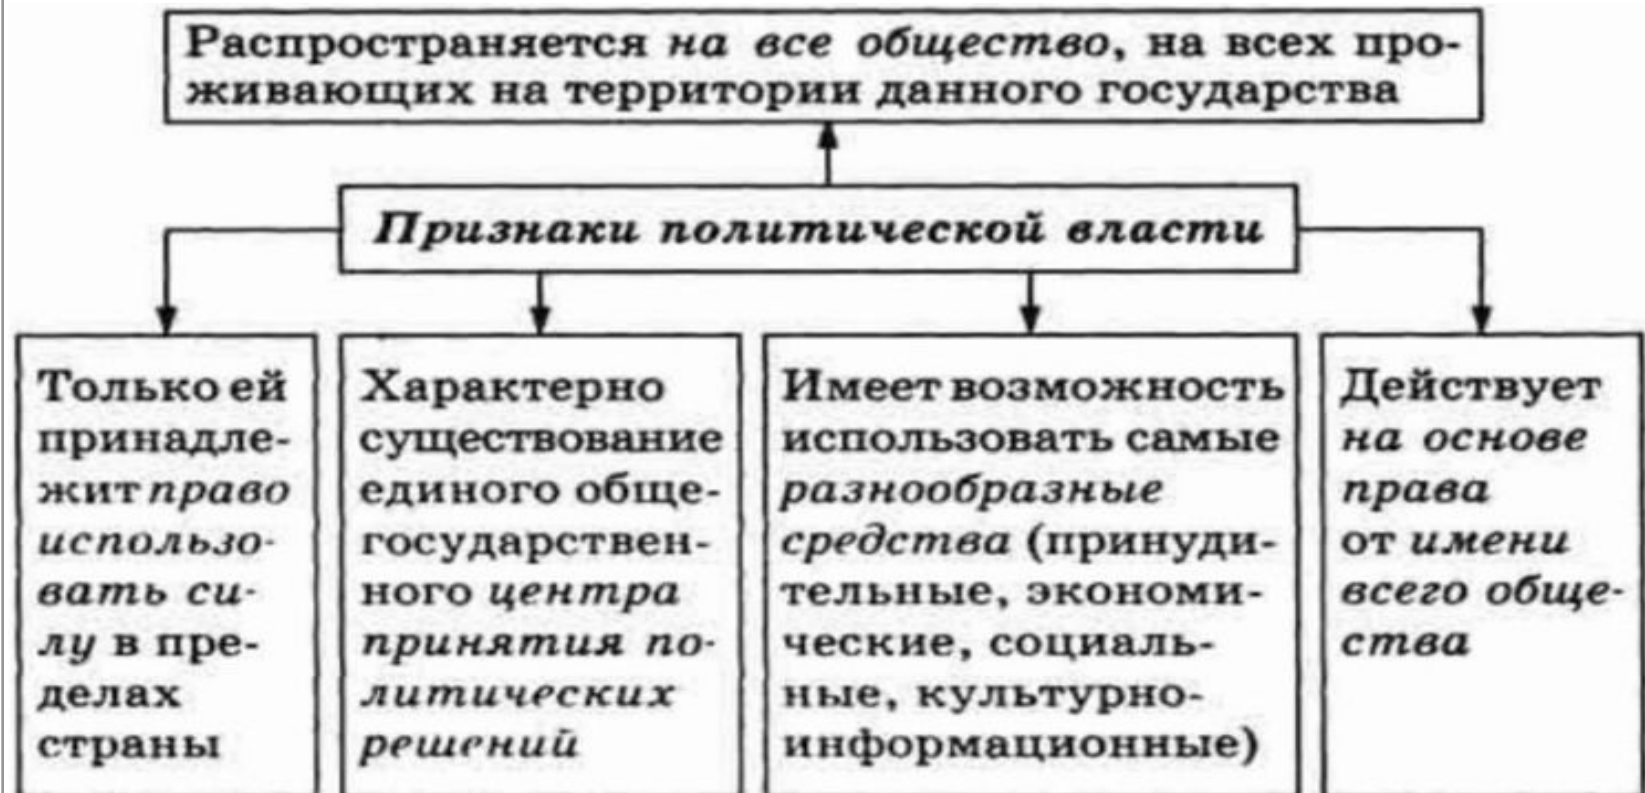 Распространяется на все общество, на всех про-
живающих на территории данного государства
Признаки политической власти
Только ей
принадле-
жит право
использо-
вать си-
лу в пре-
делах
страны
Характерно
существование
единого обще-
государствен-
ного центра
принятия по-
литических
решений
Имеет возможность
использовать самые
разнообразные
средства (принуди-
тельные, экономи-
ческие, социаль-
ные, культурно-
информационные)
Действует
на основе
права
от имени
всего обще-
ства